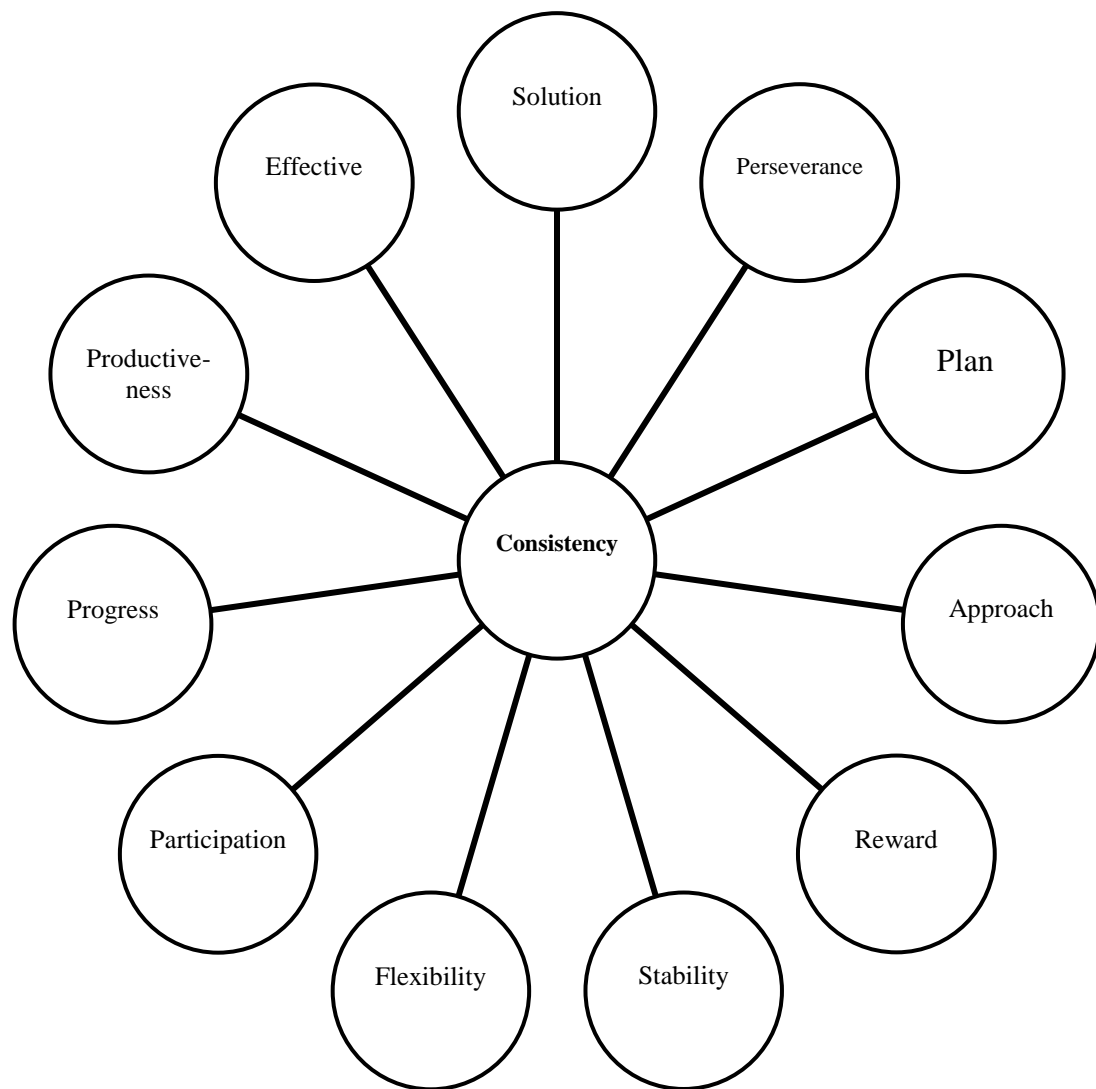 Solution
Effective
Perseverance
Productive-
ness
Plan
Consistency
Progress
Approach
Participation
Reward
Flexibility
Stability